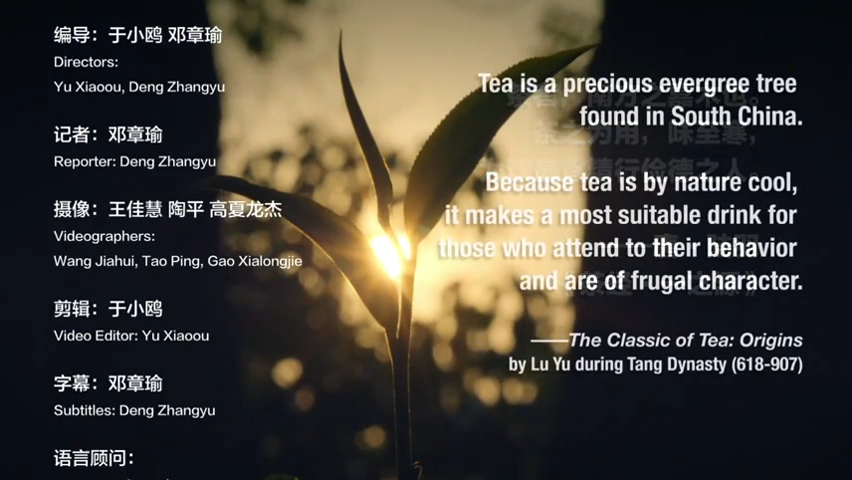 编导：于小鸥 邓章瑜
Directors:
Yu Xiaoou, Deng Zhangyu
记者：邓章瑜
Reporter: Deng Zhangyu
摄像：王佳慧 陶平 高夏龙杰
Videographers:
Wang Jiahui, Tao Ping, Gao Xialongjie
剪辑：于小鸥
Video Editor: Yu Xiaoou
字幕：邓章瑜
Subtitles: Deng Zhangyu
语言顾问：
Tea is a precious evergree tree
found in South China.
Because tea is by nature cool,
it makes a most suitable drink for
those who attend to their behavior
and are of frugal character.
——The Classic of Tea: Origins
by Lu Yu during Tang Dynasty (618-907)